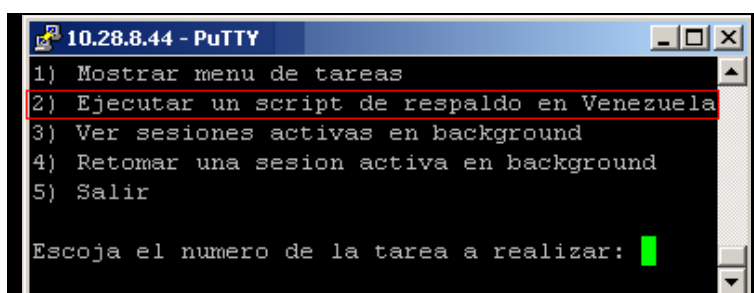 10.28.8.44 - PuTTY
1) Mostrar menu de tareas
2) Ejecutar un script de respaldo en Venezuela
3) Ver sesiones activas en background
4) Retomar una sesion activa en background
5) Salir
Escoja el numero de la tarea a realizar: